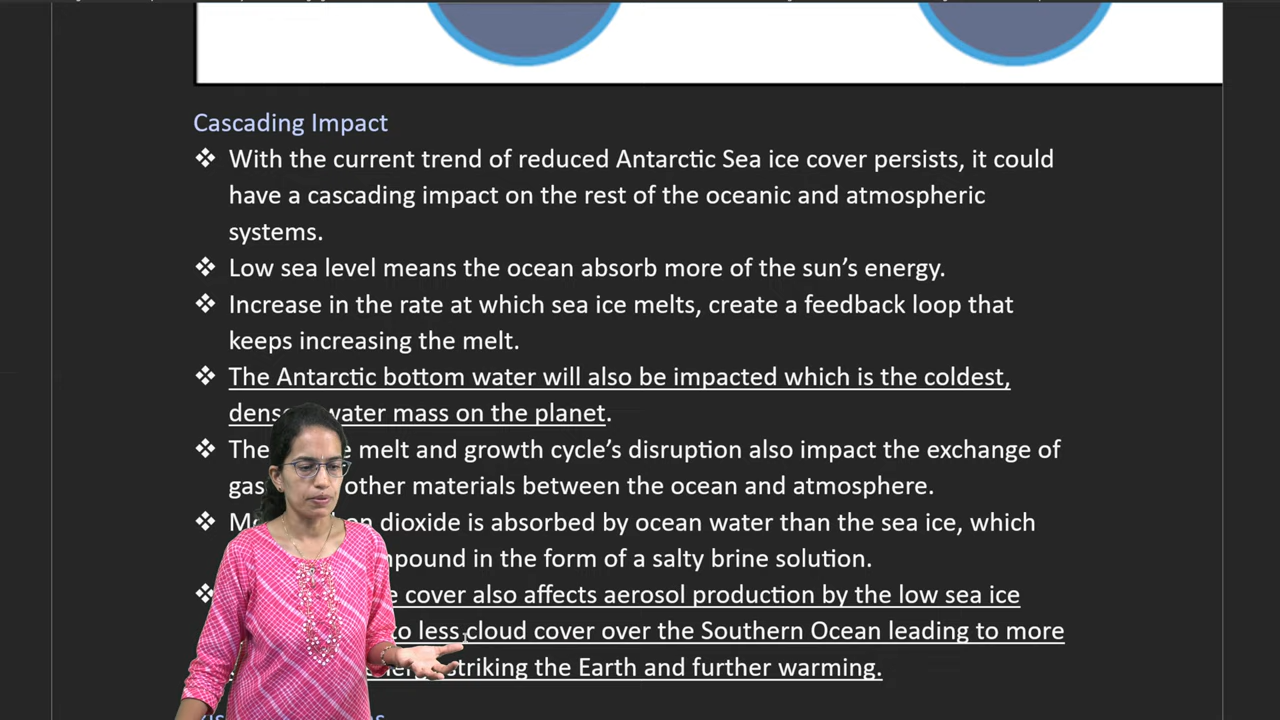 Cascading Impact
❖ With the current trend of reduced Antarctic Sea ice cover persists, it could
have a cascading impact on the rest of the oceanic and atmospheric
systems.
❖ Low sea level means the ocean absorb more of the sun’s energy.
❖ Increase in the rate at which sea ice melts, create a feedback loop that
keeps increasing the melt.
❖ The Antarctic bottom water will also be impacted which is the coldest,
water mass on the planet.
❖ melt and growth cycle’s disruption also impact the exchange of
other materials between the ocean and atmosphere.
❖ dioxide is absorbed by ocean water than the sea ice, which
in the form of a salty brine solution.
❖ cover also affects aerosol production by the low sea ice
to less cloud cover over the Southern Ocean leading to more
striking the Earth and further warming.